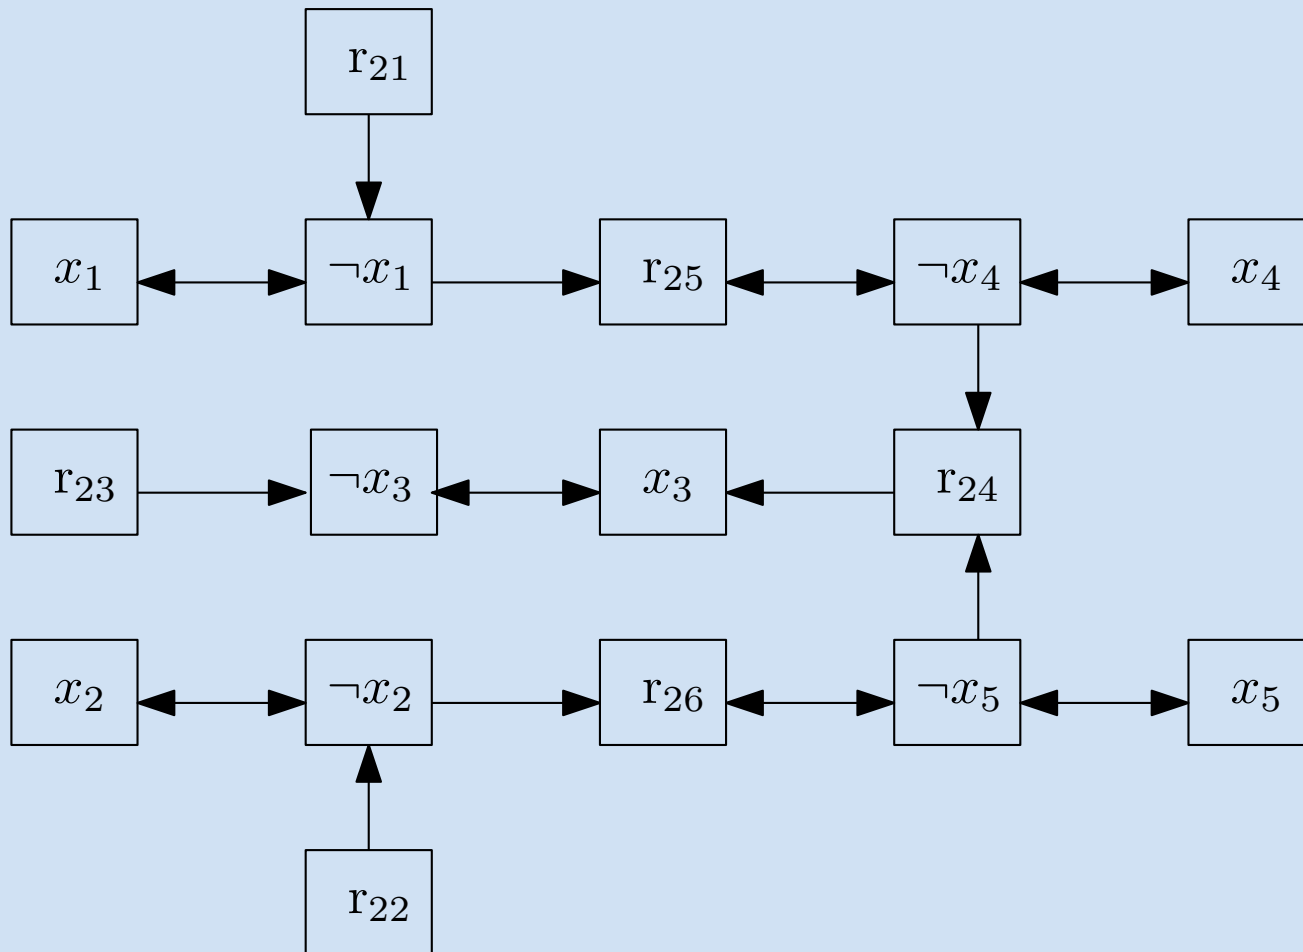 r₂₁
x₁ ¬x₁ r₂₅ ¬x₄ x₄
r₂₃ ¬x₃ x₃ r₂₄
x₂ ¬x₂ r₂₆ ¬x₅ x₅
r₂₂